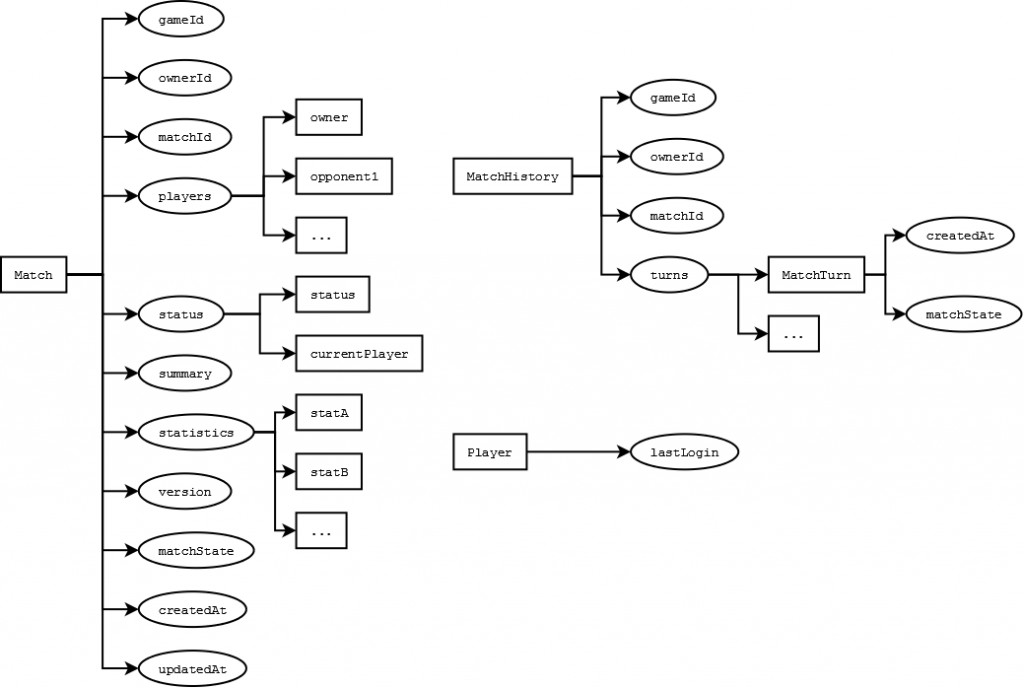 Match
gameId
ownerId
matchId
players
owner
opponent1
...
status
status
currentPlayer
summary
statistics
statA
statB
...
version
matchState
createdAt
updatedAt
MatchHistory
gameId
ownerId
matchId
turns
MatchTurn
createdAt
matchState
...
Player
lastLogin